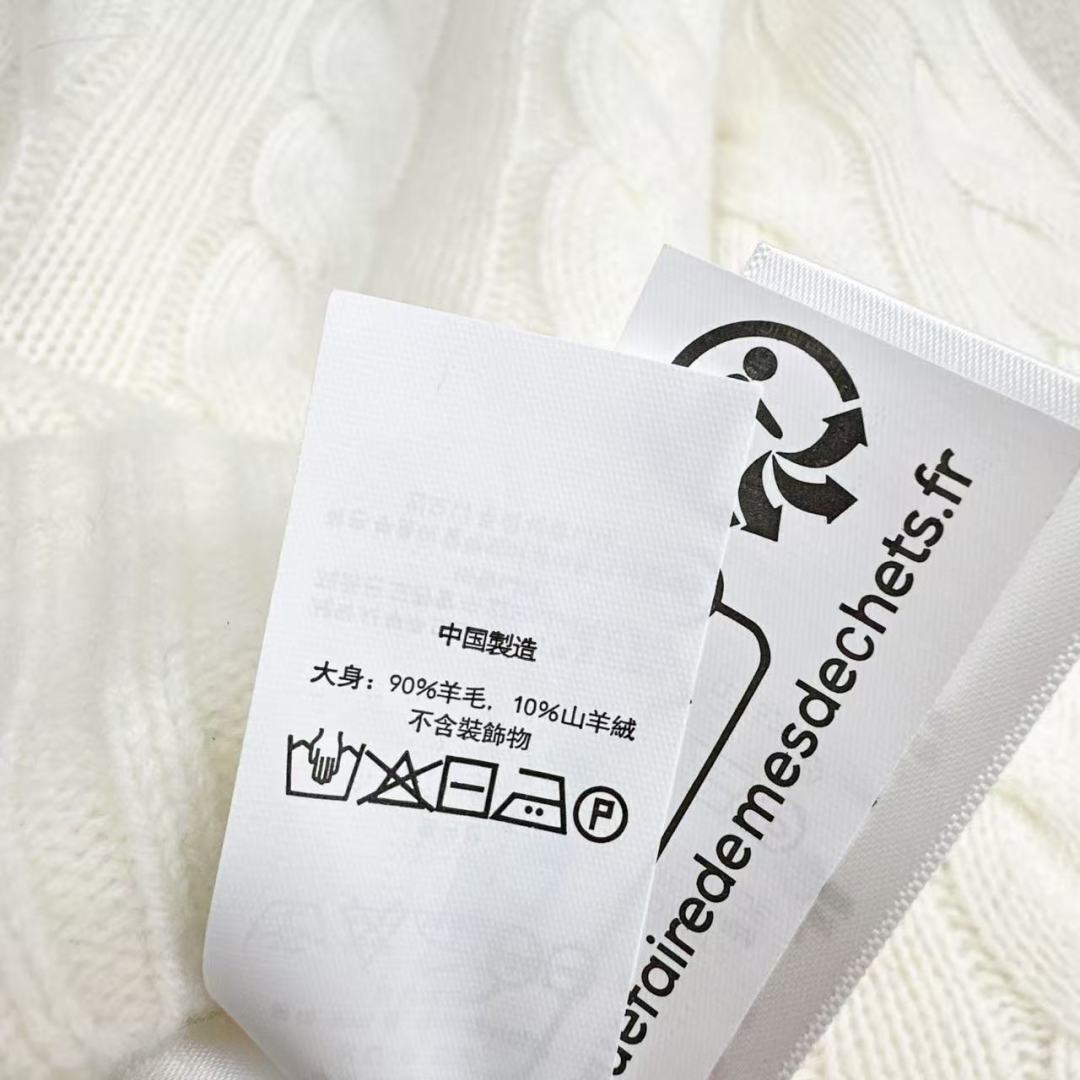 中国製造
大身：90%羊毛，10%山羊絨
不含裝飾物
P
airedemesdechets.fr